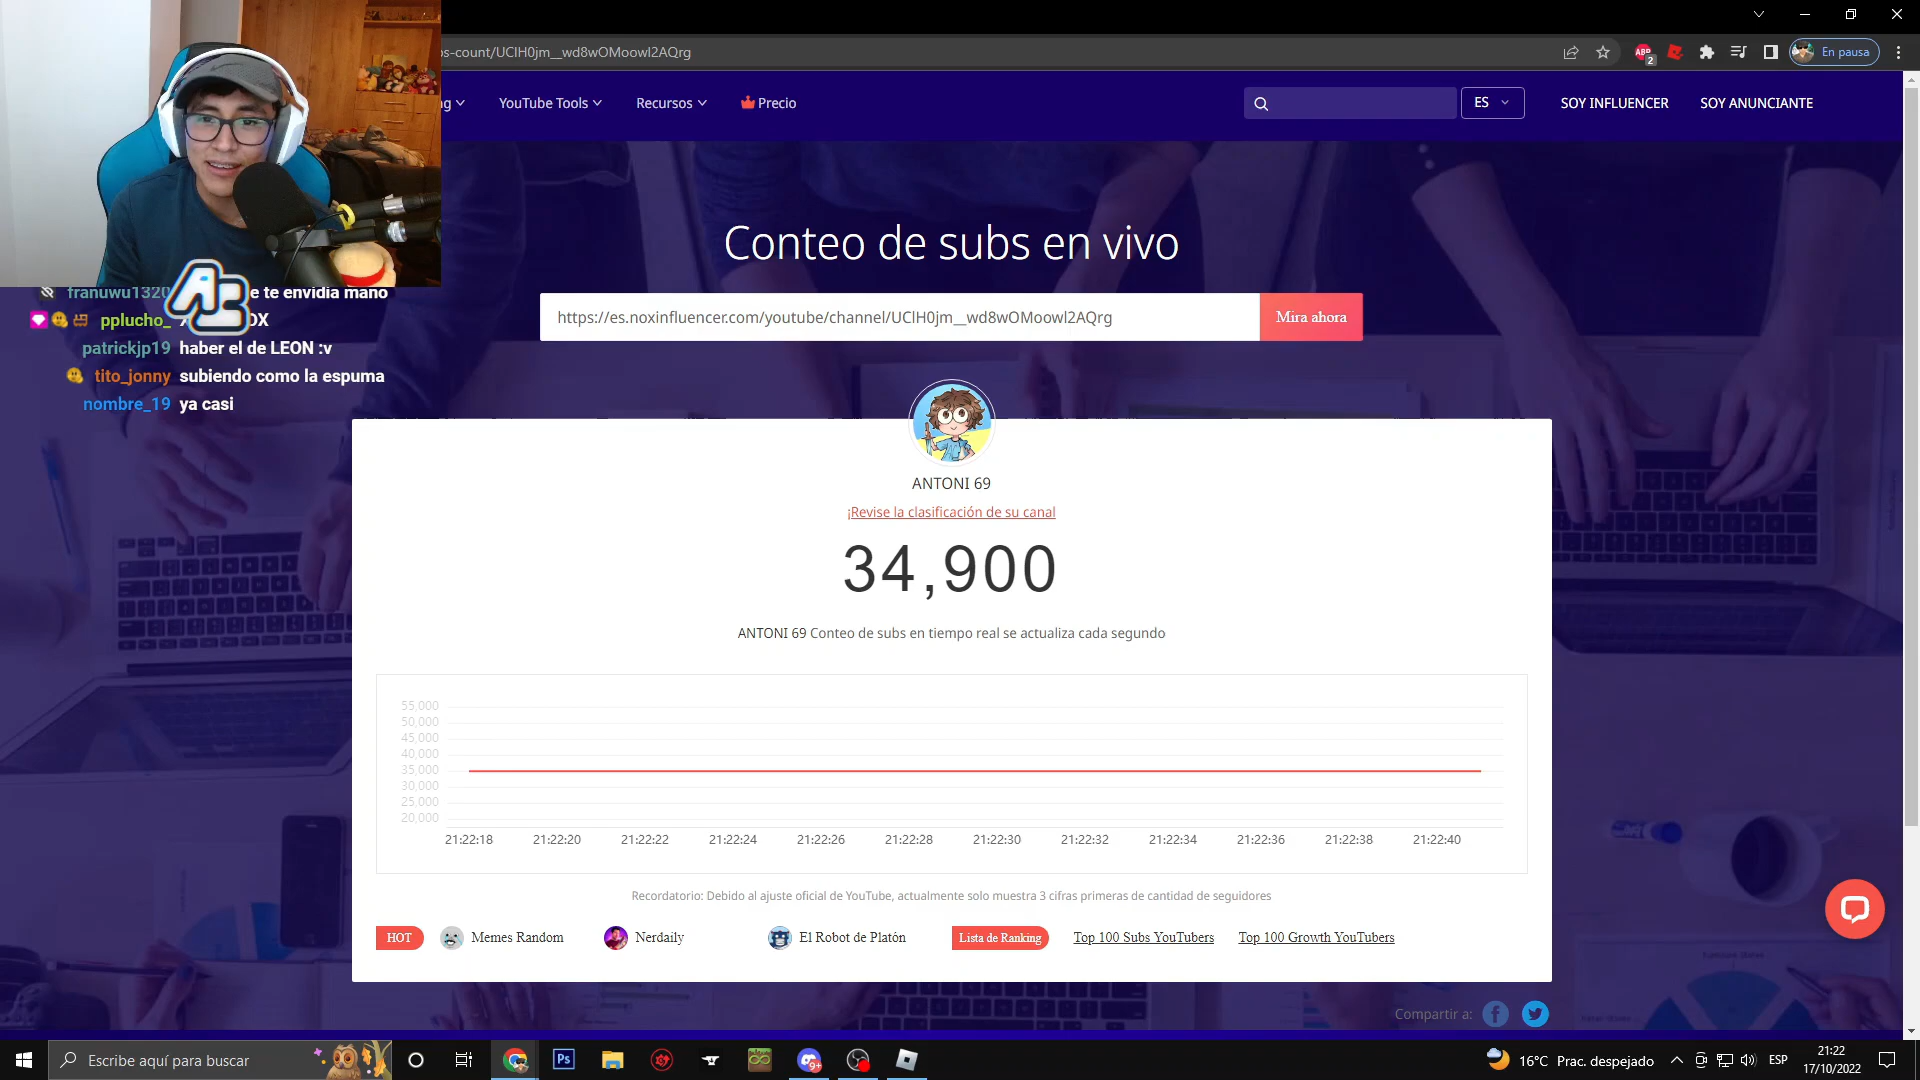 s-count/UClH0jm__wd8wOMoowl2AQrg
ABP
2
En pausa
YouTube Tools
Recursos
Precio
ES
SOY INFLUENCER
SOY ANUNCIANTE
Conteo de subs en vivo
https://es.noxinfluencer.com/youtube/channel/UClH0jm__wd8wOMoowl2AQrg
Mira ahora
franuwu1320 e te envidia mano
pplucho_
patrickjp19 haber el de LEON :v
tito_jonny subiendo como la espuma
nombre_19 ya casi
ANTONI 69
¡Revise la clasificación de su canal
34,900
ANTONI 69 Conteo de subs en tiempo real se actualiza cada segundo
55,000
50,000
45,000
40,000
35,000
30,000
25,000
20,000
21:22:18 21:22:20 21:22:22 21:22:24 21:22:26 21:22:28 21:22:30 21:22:32 21:22:34 21:22:36 21:22:38 21:22:40
Recordatorio: Debido al ajuste oficial de YouTube, actualmente solo muestra 3 cifras primeras de cantidad de seguidores
HOT Memes Random Nerdaily El Robot de Platón Lista de Ranking Top 100 Subs YouTubers Top 100 Growth YouTubers
Compartir a:
Escribe aquí para buscar
Ps
9+
16°C Prac. despejado
ESP
21:22
17/10/2022